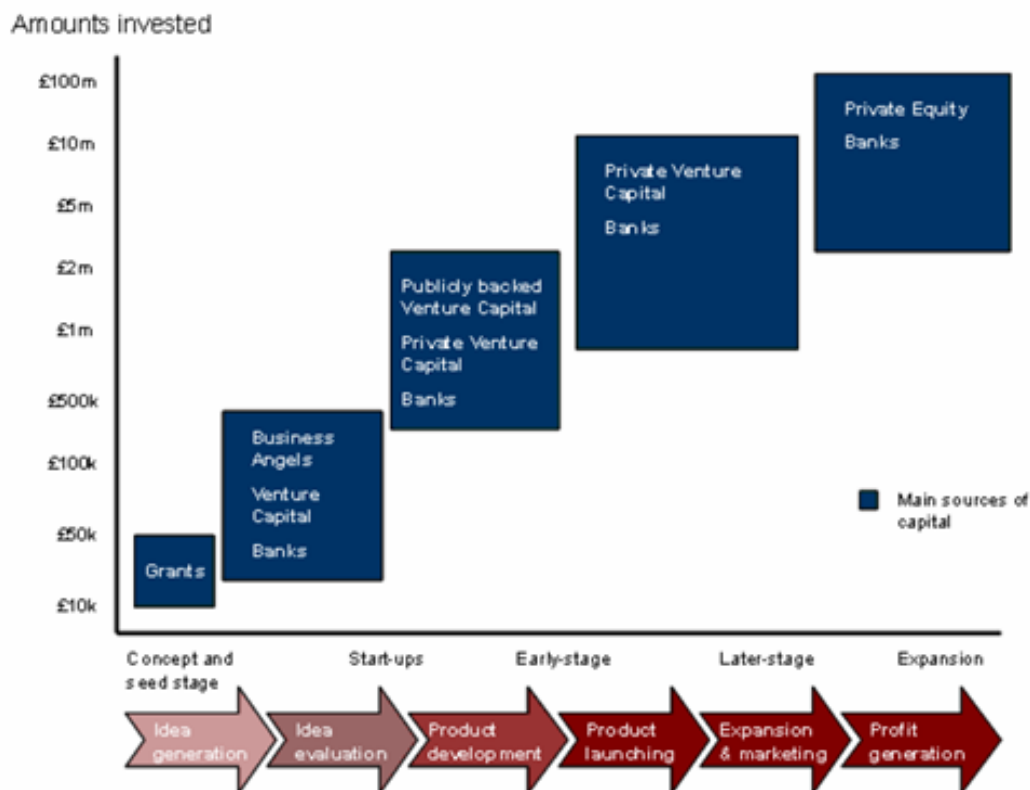 Amounts invested
£100m
£10m
£5m
£2m
£1m
£500k
£100k
£50k
£10k
Grants
Business
Angels
Venture
Capital
Banks
Publicly backed
Venture Capital
Private Venture
Capital
Banks
Private Venture
Capital
Banks
Private Equity
Banks
Main sources of
capital
Concept and
seed stage
Start-ups
Early-stage
Later-stage
Expansion
Idea
generation
Idea
evaluation
Product
development
Product
launching
Expansion
& marketing
Profit
generation